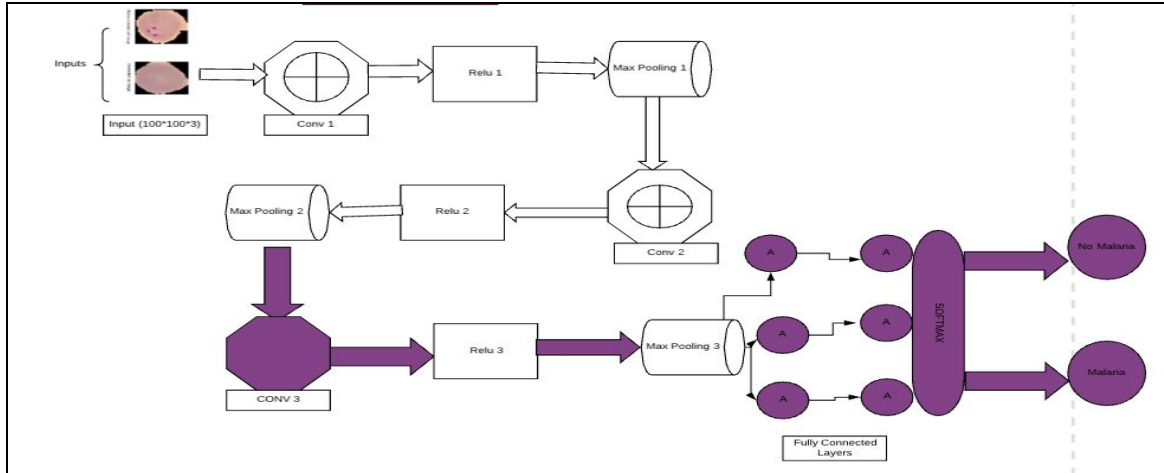 Inputs
Input (100*100*3)
Conv 1
Relu 1
Max Pooling 1
Max Pooling 2
Relu 2
Conv 2
CONV 3
Relu 3
Max Pooling 3
A
A
A
A
A
A
SOFTMAX
No Malaria
Malaria
Fully Connected
Layers